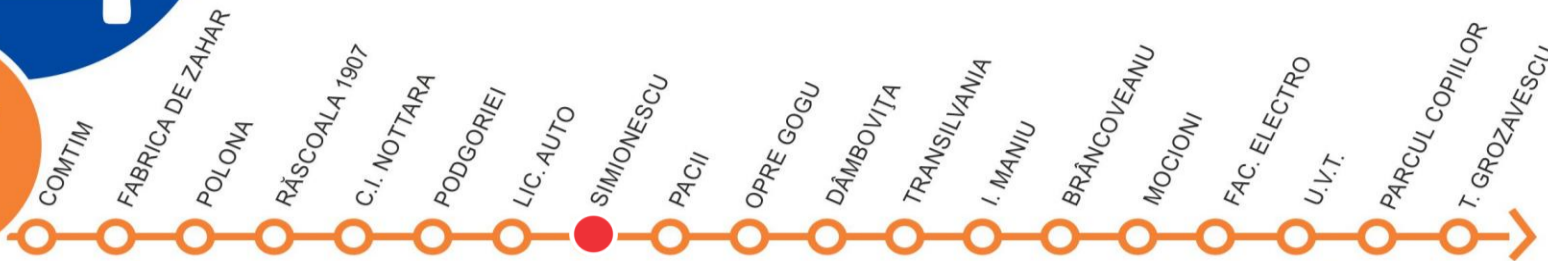 COMTIM
FABRICA DE ZAHAR
POLONA
RĂSCOALA 1907
C.I. NOTTARA
PODGORIEI
LIC. AUTO
SIMIONESCU
PACII
OPRE GOGU
DÂMBOVIȚA
TRANSILVANIA
I. MANIU
BRÂNCOVEANU
MOCIONI
FAC. ELECTRO
U.V.T.
PARCUL COPIILOR
T. GROZAVESCU